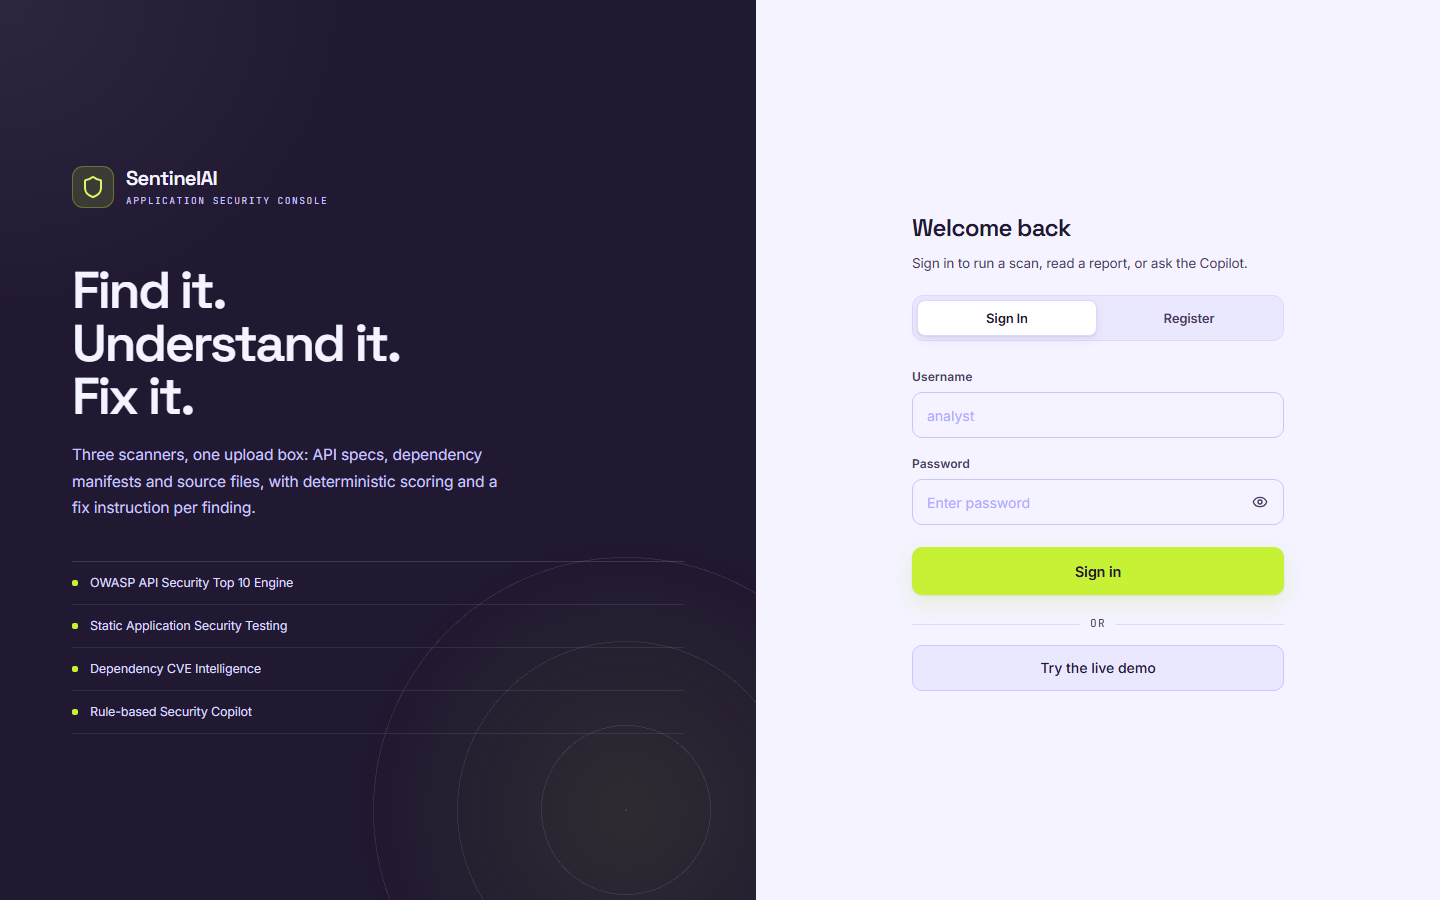 SentinelAI
APPLICATION SECURITY CONSOLE
Find it.
Understand it.
Fix it.
Three scanners, one upload box: API specs, dependency
manifests and source files, with deterministic scoring and a
fix instruction per finding.
OWASP API Security Top 10 Engine
Static Application Security Testing
Dependency CVE Intelligence
Rule-based Security Copilot
Welcome back
Sign in to run a scan, read a report, or ask the Copilot.
Sign In
Register
Username
analyst
Password
Enter password
Sign in
OR
Try the live demo